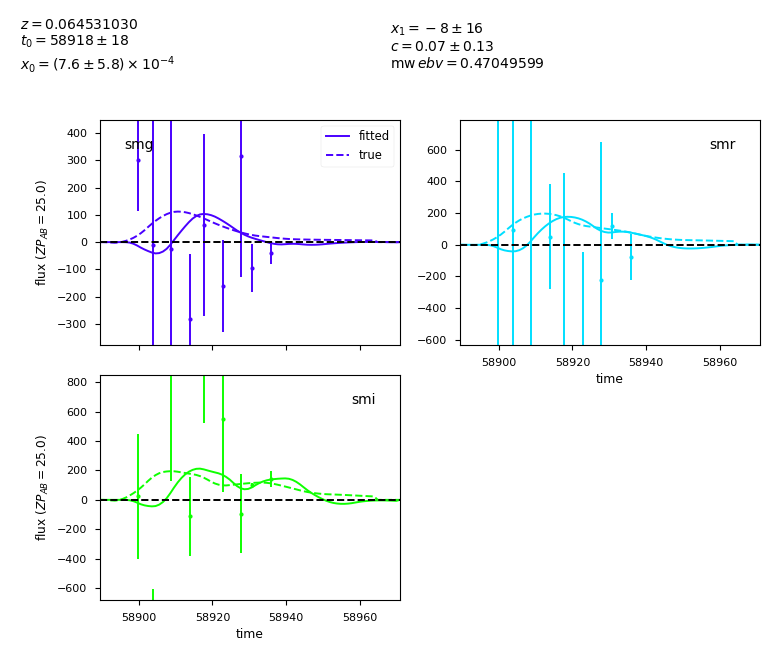 z = 0.064531030
t₀ = 58918 ± 18
x₀ = (7.6 ± 5.8) × 10⁻⁴
x₁ = −8 ± 16
c = 0.07 ± 0.13
mw ebv = 0.47049599
smg
fitted
true
400
300
200
100
0
−100
−200
−300
flux (ZP_AB = 25.0)
smr
600
400
200
0
−200
−400
−600
58900 58920 58940 58960
time
smi
800
600
400
200
0
−200
−400
−600
flux (ZP_AB = 25.0)
58900 58920 58940 58960
time